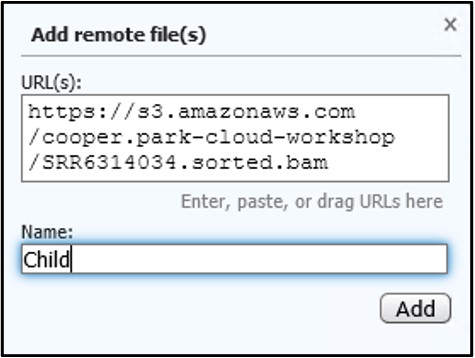 Add remote file(s)
URL(s):
https://s3.amazonaws.com
/cooper.park-cloud-workshop
/SRR6314034.sorted.bam
Enter, paste, or drag URLs here
Name:
Child
Add